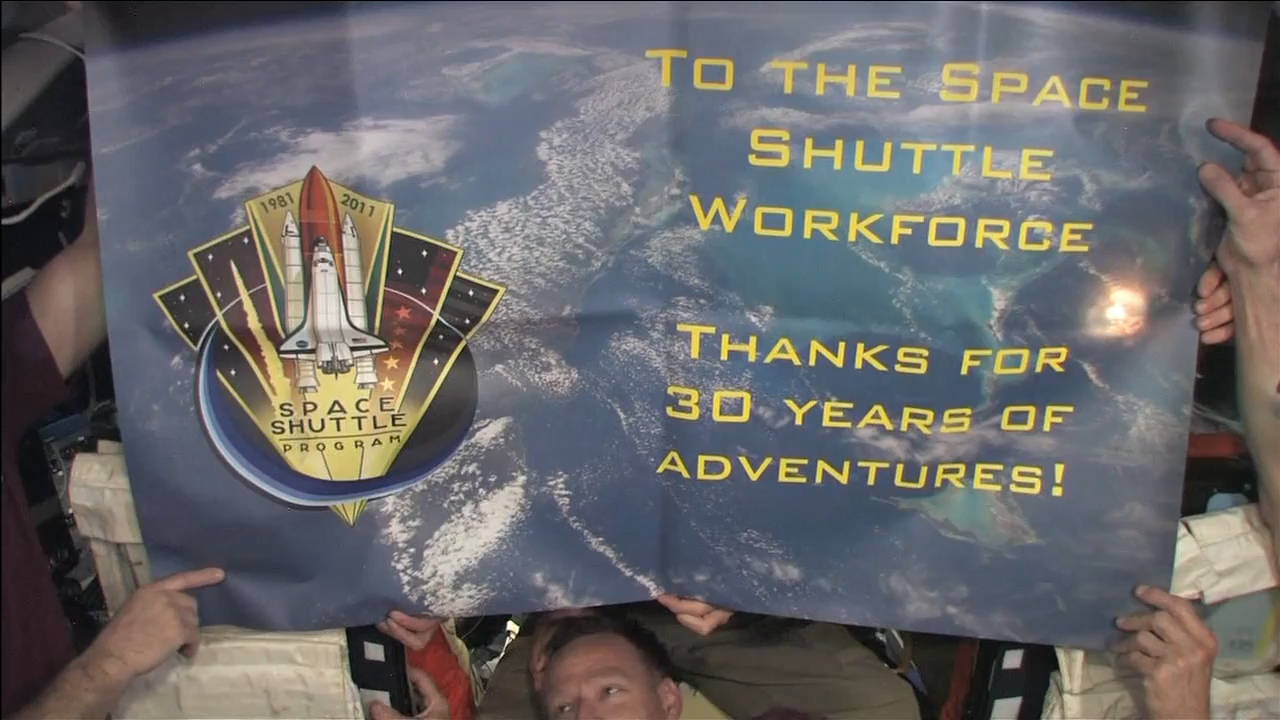 1981 2011
SPACE
SHUTTLE
PROGRAM
TO THE SPACE
SHUTTLE
WORKFORCE
THANKS FOR
30 YEARS OF
ADVENTURES!